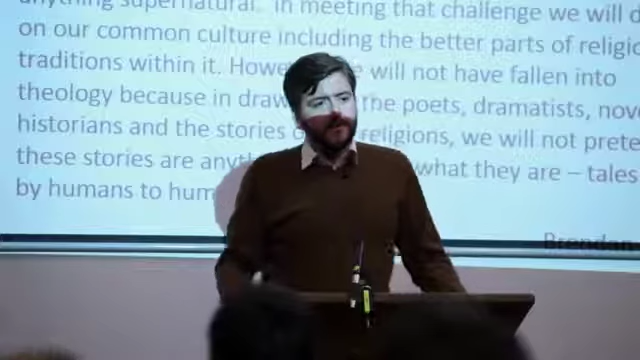 anything supernatural. In meeting that challenge we will d
on our common culture including the better parts of religio
traditions within it. Howe e will not have fallen into
theology because in draw the poets, dramatists, nov
historians and the stories o religions, we will not prete
these stories are anyth what they are – tales
by humans to hum
Brendan